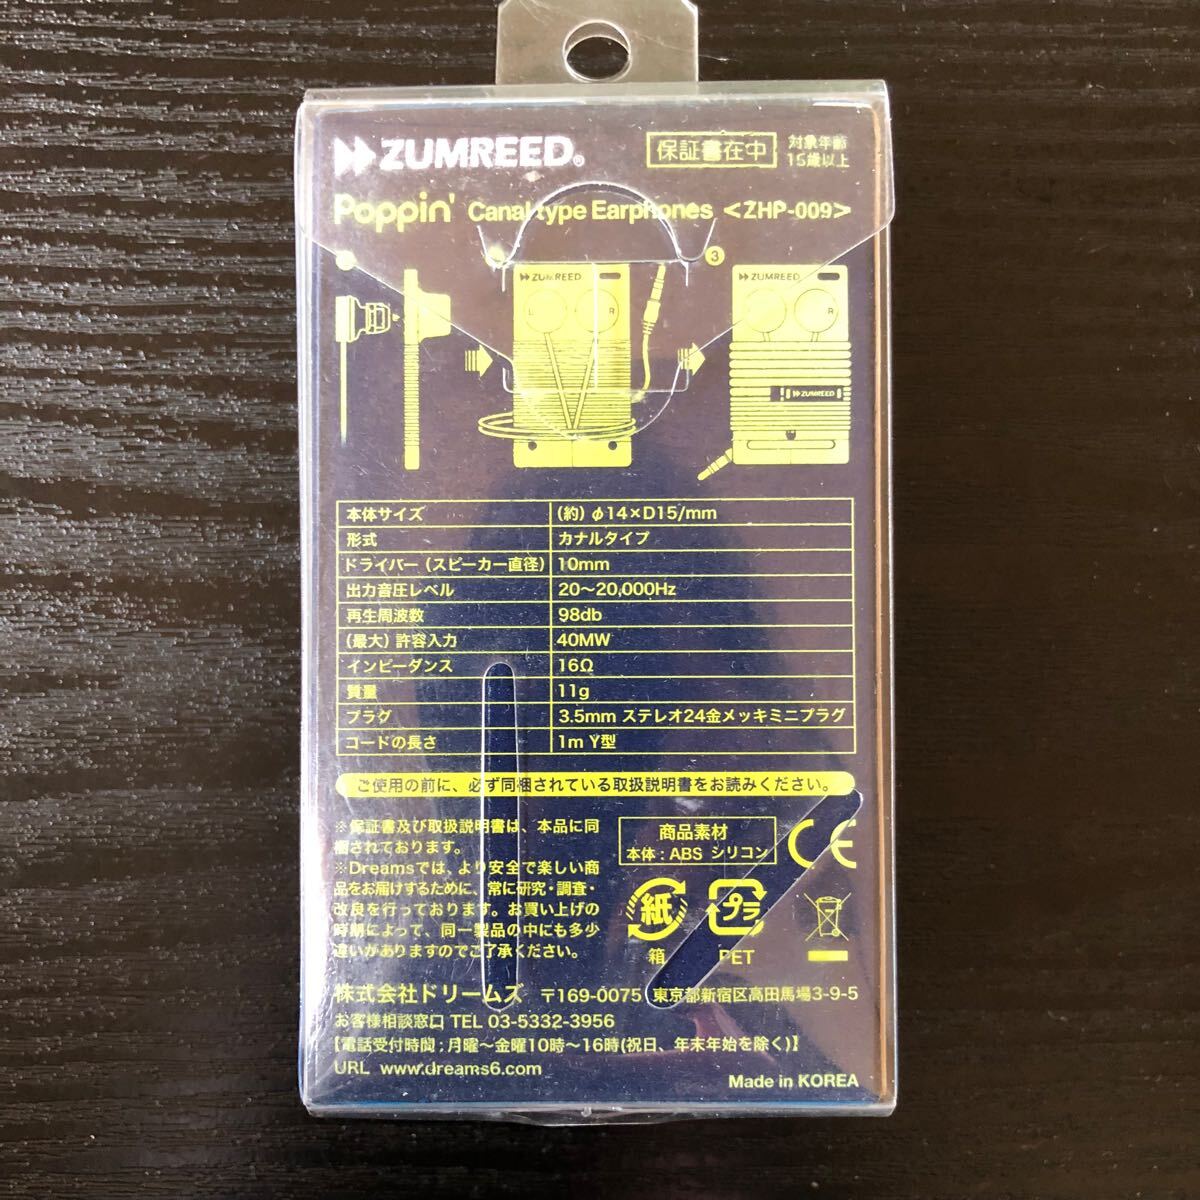 ZUMREED®
保証書在中
対象年齢
15歳以上
Poppin' Canal type Earphones <ZHP-009>
3
ZUMREED
L R
ZUMREED
R
ZUMREED
本体サイズ (約) φ14×D15/mm
形式 カナルタイプ
ドライバー (スピーカー直径) 10mm
出力音圧レベル 20〜20,000Hz
再生周波数 98db
(最大) 許容入力 40MW
インピーダンス 16Ω
質量 11g
プラグ 3.5mm ステレオ24金メッキミニプラグ
コードの長さ 1m Y型
ご使用の前に、必ず同梱されている取扱説明書をお読みください。
※保証書及び取扱説明書は、本品に同
梱されております。
※Dreamsでは、より安全で楽しい商
品をお届けするために、常に研究・調査・
改良を行っております。お買い上げの
時期によって、同一製品の中にも多少
違いがありますのでご了承ください。
商品素材
本体 : ABS シリコン
CE
紙
箱
プラ
PET
株式会社ドリームズ 〒169-0075 東京都新宿区高田馬場3-9-5
お客様相談窓口 TEL 03-5332-3956
【電話受付時間 : 月曜〜金曜10時〜16時(祝日、年末年始を除く)】
URL www.dreams6.com
Made in KOREA